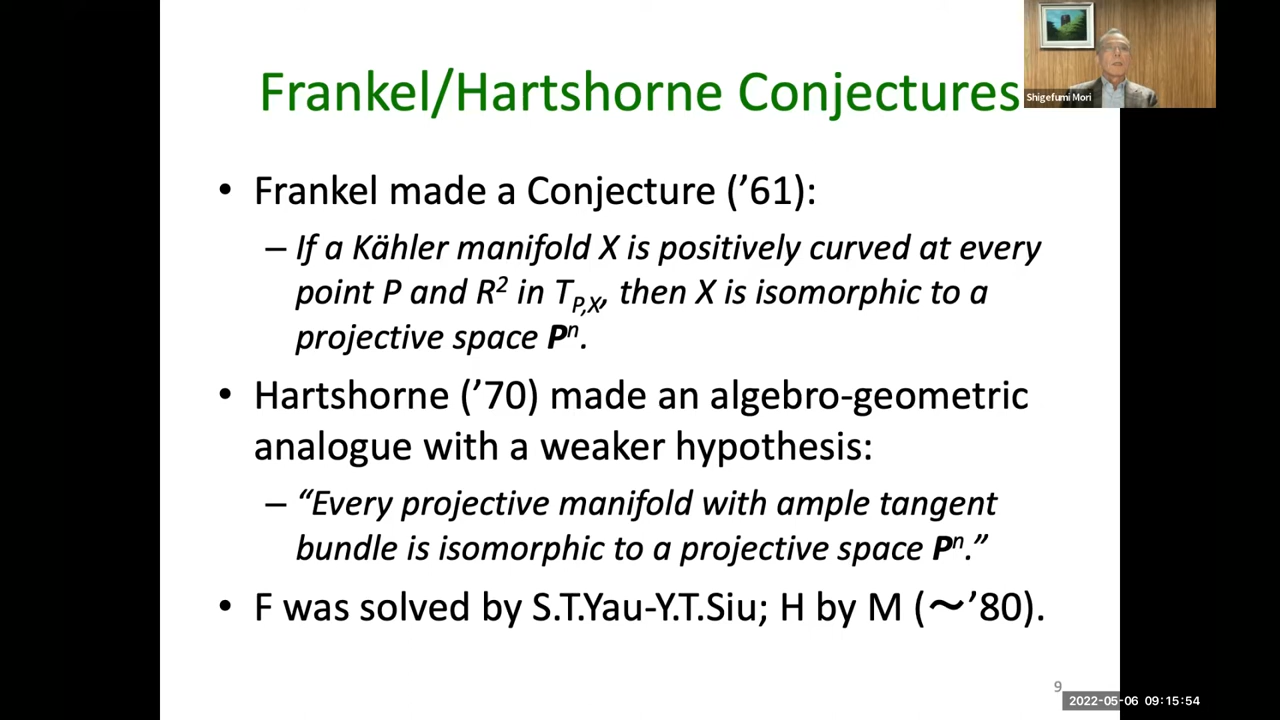 Frankel/Hartshorne Conjectures
Shigefumi Mori
• Frankel made a Conjecture (’61):
– If a Kähler manifold X is positively curved at every
point P and R² in T_P,X, then X is isomorphic to a
projective space Pⁿ.
• Hartshorne (’70) made an algebro-geometric
analogue with a weaker hypothesis:
– “Every projective manifold with ample tangent
bundle is isomorphic to a projective space Pⁿ.”
• F was solved by S.T.Yau-Y.T.Siu; H by M (〜’80).
9
2022-05-06 09:15:54